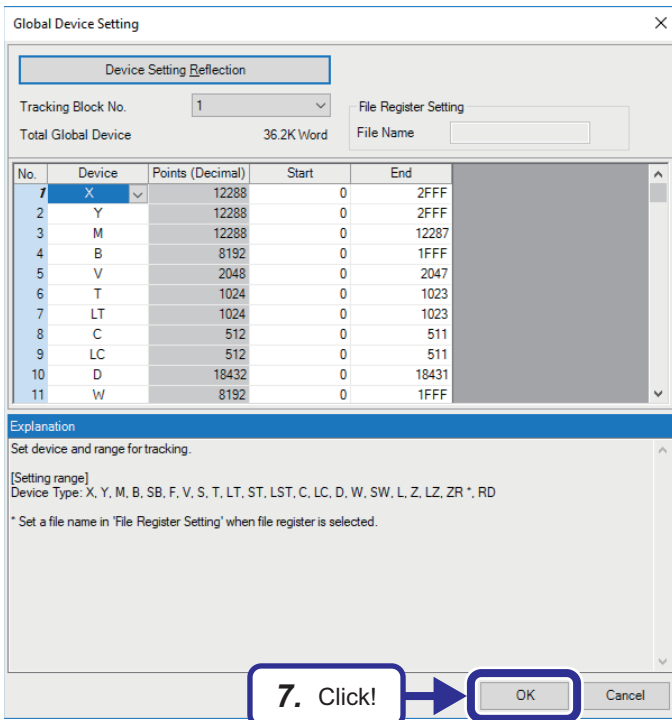 Global Device Setting
Device Setting Reflection
Tracking Block No. 1
File Register Setting
Total Global Device 36.2K Word
File Name
No. Device Points (Decimal) Start End
1 X 12288 0 2FFF
2 Y 12288 0 2FFF
3 M 12288 0 12287
4 B 8192 0 1FFF
5 V 2048 0 2047
6 T 1024 0 1023
7 LT 1024 0 1023
8 C 512 0 511
9 LC 512 0 511
10 D 18432 0 18431
11 W 8192 0 1FFF
Explanation
Set device and range for tracking.
[Setting range]
Device Type: X, Y, M, B, SB, F, V, S, T, LT, ST, LST, C, LC, D, W, SW, L, Z, LZ, ZR *, RD
* Set a file name in 'File Register Setting' when file register is selected.
7. Click!
OK
Cancel